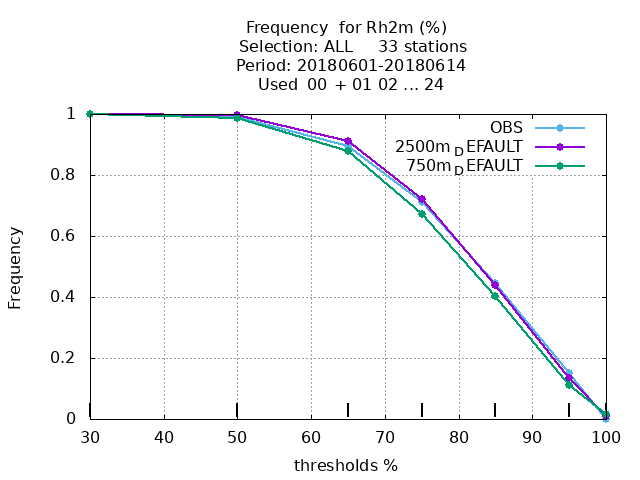 Frequency  for Rh2m (%)
Selection: ALL     33 stations
Period: 20180601-20180614
Used  00  + 01 02 ... 24
OBS
2500m_DEFAULT
750m_DEFAULT
1
0.8
0.6
0.4
0.2
0
Frequency
30 40 50 60 70 80 90 100
thresholds %